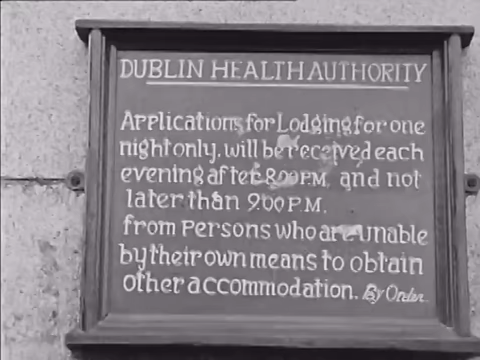 DUBLIN HEALTH AUTHORITY
Applications for Lodging for one
night only. will be received each
evening after 8.00 P.M. and not
later than 9.00 P.M.
from Persons who are unable
by their own means to obtain
other accommodation. By Order.